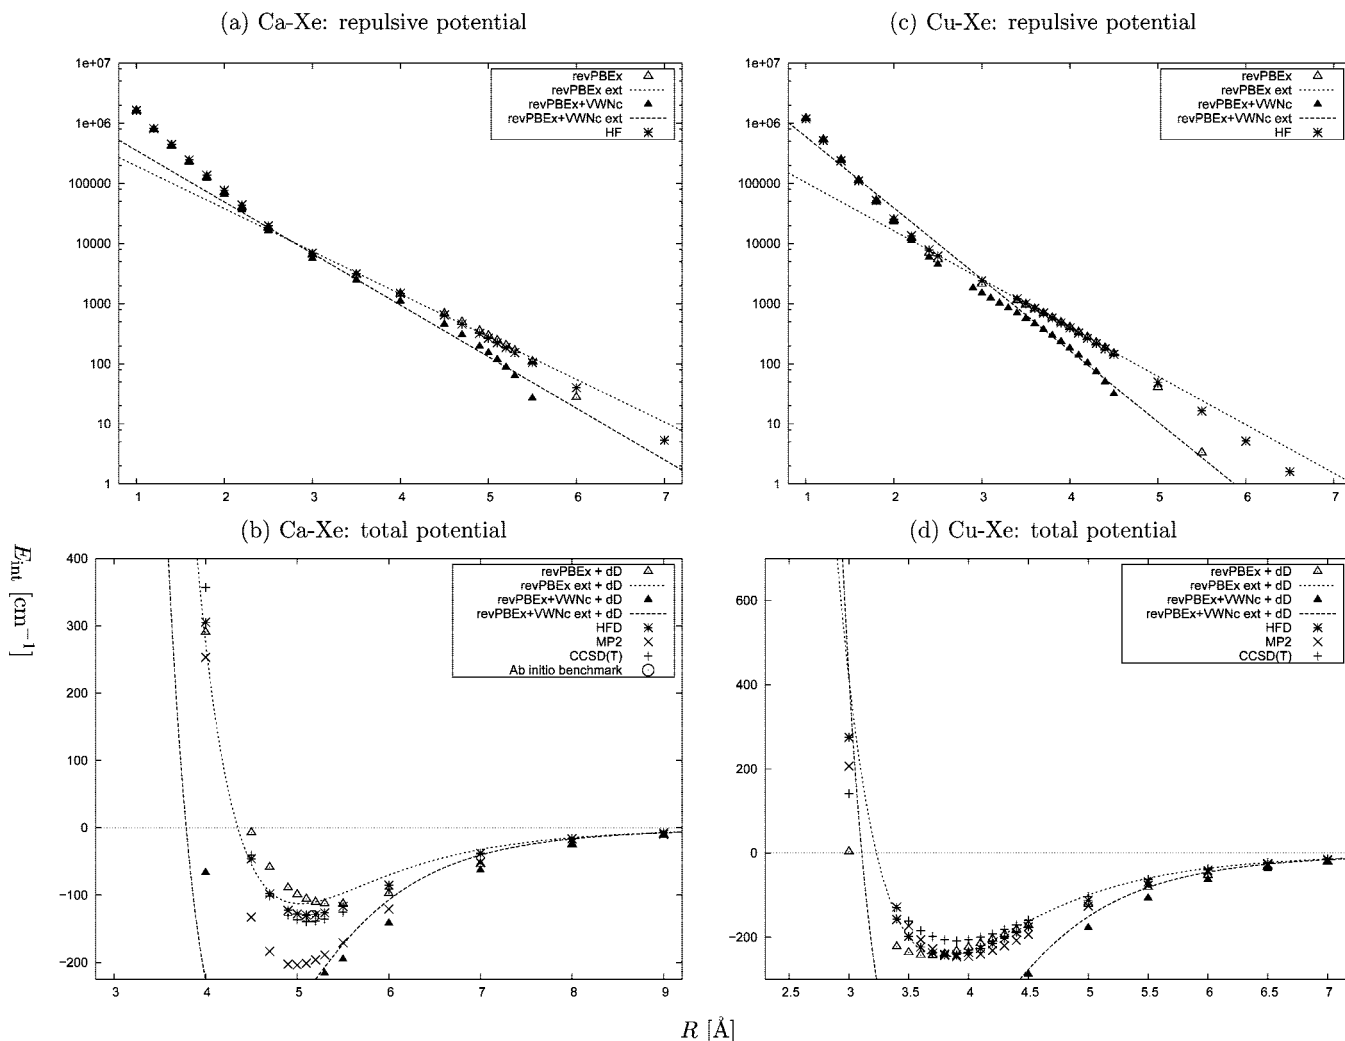 (a) Ca-Xe: repulsive potential
1e+07
1e+06
100000
10000
1000
100
10
1
1 2 3 4 5 6 7
revPBEx
revPBEx ext
revPBEx+VWNc
revPBEx+VWNc ext
HF
(c) Cu-Xe: repulsive potential
1e+07
1e+06
100000
10000
1000
100
10
1
1 2 3 4 5 6 7
revPBEx
revPBEx ext
revPBEx+VWNc
revPBEx+VWNc ext
HF
(b) Ca-Xe: total potential
400
300
200
100
0
−100
−200
3 4 5 6 7 8 9
revPBEx + dD
revPBEx ext + dD
revPBEx+VWNc + dD
revPBEx+VWNc ext + dD
HFD
MP2
CCSD(T)
Ab initio benchmark
(d) Cu-Xe: total potential
600
400
200
0
−200
2.5 3 3.5 4 4.5 5 5.5 6 6.5 7
revPBEx + dD
revPBEx ext + dD
revPBEx+VWNc + dD
revPBEx+VWNc ext + dD
HFD
MP2
CCSD(T)
E_int [cm⁻¹]
R [Å]